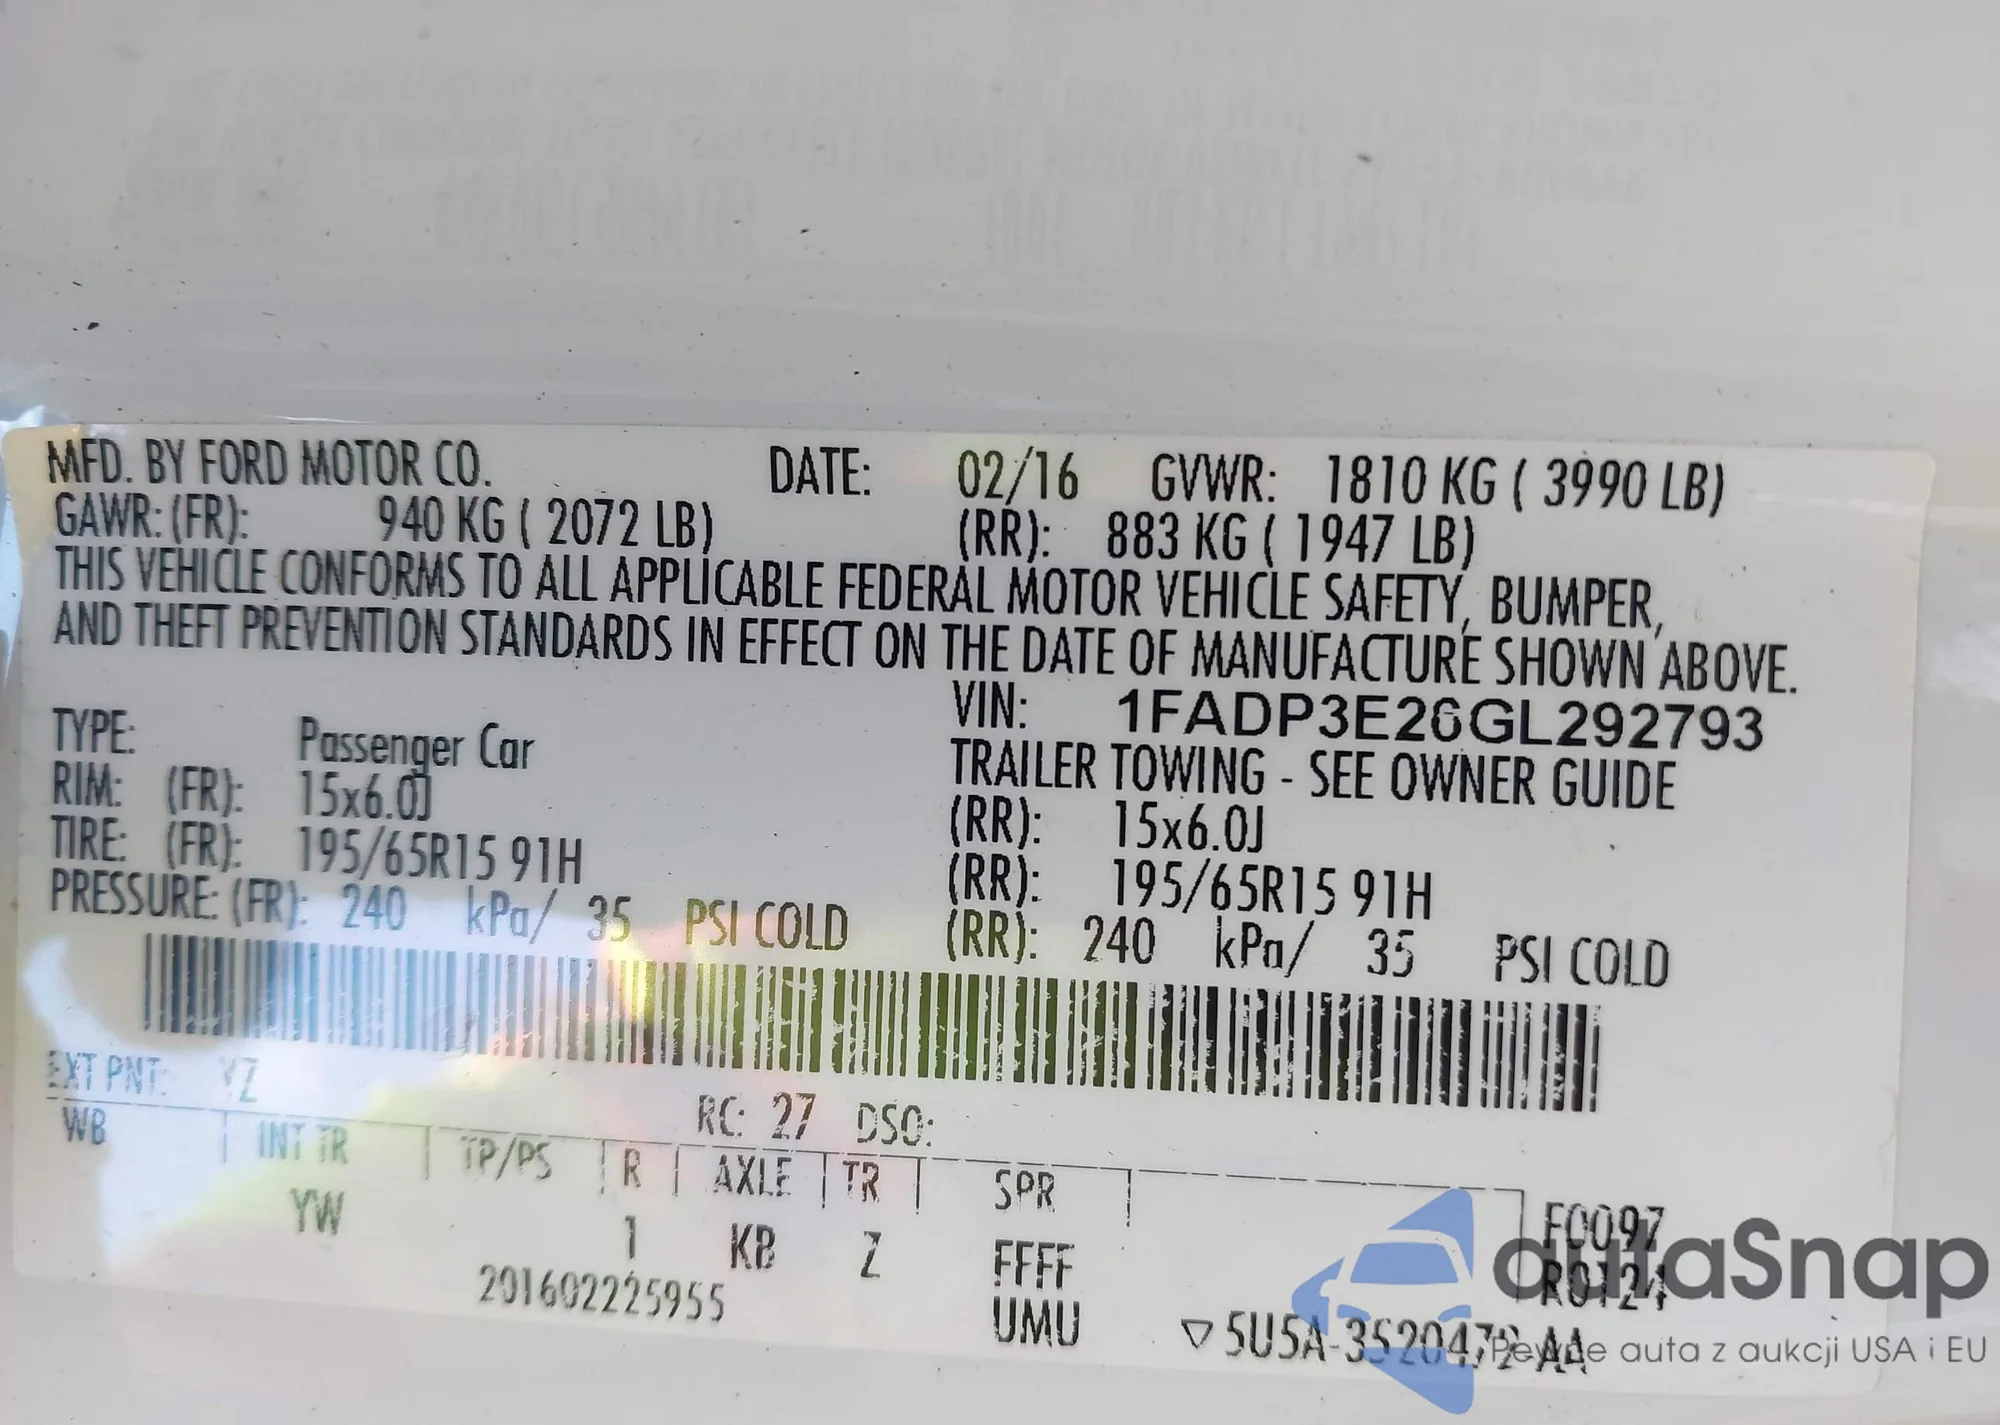 MFD. BY FORD MOTOR CO. DATE: 02/16 GVWR: 1810 KG ( 3990 LB)
GAWR: (FR): 940 KG ( 2072 LB) (RR): 883 KG ( 1947 LB)
THIS VEHICLE CONFORMS TO ALL APPLICABLE FEDERAL MOTOR VEHICLE SAFETY, BUMPER,
AND THEFT PREVENTION STANDARDS IN EFFECT ON THE DATE OF MANUFACTURE SHOWN ABOVE.
VIN: 1FADP3E26GL292793
TYPE: Passenger Car TRAILER TOWING - SEE OWNER GUIDE
RIM: (FR): 15x6.0J (RR): 15x6.0J
TIRE: (FR): 195/65R15 91H (RR): 195/65R15 91H
PRESSURE: (FR): 240 kPa/ 35 PSI COLD (RR): 240 kPa/ 35 PSI COLD
EXT PNT: YZ RC: 27 DSO:
WB INT TR TP/PS R AXLE TR SPR F0097
YW 1 KB Z FFFF R0124
201602225955 UMU ▽5U5A-3520472-AA
autaSnap
Pewne auta z aukcji USA i EU